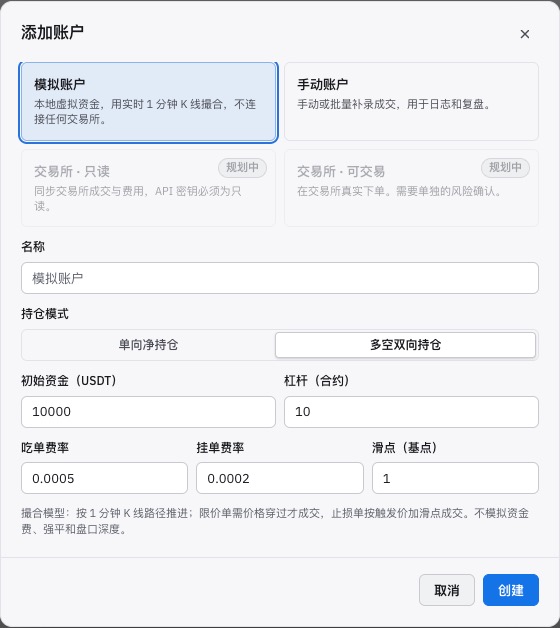 添加账户
×
模拟账户
本地虚拟资金，用实时 1 分钟 K 线撮合，不连
接任何交易所。
手动账户
手动或批量补录成交，用于日志和复盘。
交易所 · 只读
规划中
同步交易所成交与费用，API 密钥必须为只
读。
交易所 · 可交易
规划中
在交易所真实下单。需要单独的风险确认。
名称
模拟账户
持仓模式
单向净持仓
多空双向持仓
初始资金（USDT）
杠杆（合约）
10000
10
吃单费率
挂单费率
滑点（基点）
0.0005
0.0002
1
撮合模型：按 1 分钟 K 线路径推进；限价单需价格穿过才成交，止损单按触发价加滑点成交。不模拟资金
费、强平和盘口深度。
取消
创建